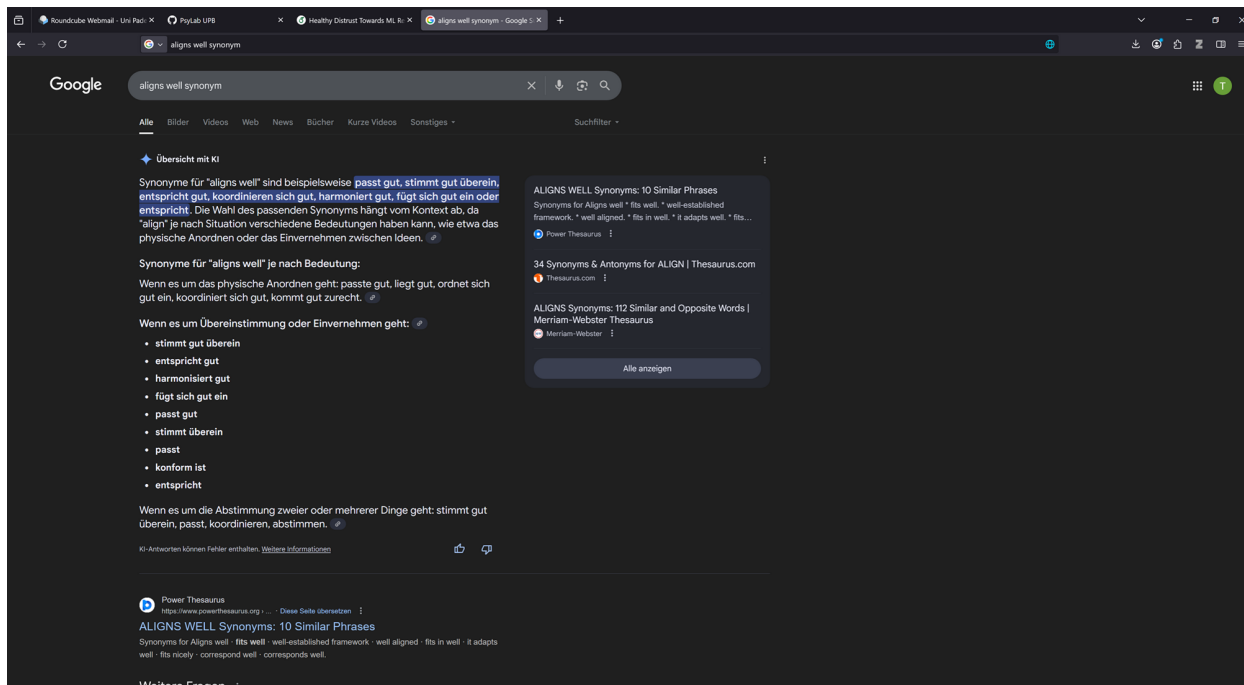 Roundcube Webmail - Uni Pade
PsyLab UPB
Healthy Distrust Towards ML Re
aligns well synonym - Google S
aligns well synonym
Google
aligns well synonym
T
Alle Bilder Videos Web News Bücher Kurze Videos Sonstiges Suchfilter
Übersicht mit KI
Synonyme für "aligns well" sind beispielsweise passt gut, stimmt gut überein,
entspricht gut, koordinieren sich gut, harmoniert gut, fügt sich gut ein oder
entspricht. Die Wahl des passenden Synonyms hängt vom Kontext ab, da
"align" je nach Situation verschiedene Bedeutungen haben kann, wie etwa das
physische Anordnen oder das Einvernehmen zwischen Ideen.
Synonyme für "aligns well" je nach Bedeutung:
Wenn es um das physische Anordnen geht: passte gut, liegt gut, ordnet sich
gut ein, koordiniert sich gut, kommt gut zurecht.
Wenn es um Übereinstimmung oder Einvernehmen geht:
• stimmt gut überein
• entspricht gut
• harmonisiert gut
• fügt sich gut ein
• passt gut
• stimmt überein
• passt
• konform ist
• entspricht
Wenn es um die Abstimmung zweier oder mehrerer Dinge geht: stimmt gut
überein, passt, koordinieren, abstimmen.
KI-Antworten können Fehler enthalten. Weitere Informationen
ALIGNS WELL Synonyms: 10 Similar Phrases
Synonyms for Aligns well * fits well. * well-established
framework. * well aligned. * fits in well. * it adapts well. * fits...
Power Thesaurus
34 Synonyms & Antonyms for ALIGN | Thesaurus.com
Thesaurus.com
ALIGNS Synonyms: 112 Similar and Opposite Words |
Merriam-Webster Thesaurus
Merriam-Webster
Alle anzeigen
Power Thesaurus
https://www.powerthesaurus.org › ... · Diese Seite übersetzen
ALIGNS WELL Synonyms: 10 Similar Phrases
Synonyms for Aligns well · fits well · well-established framework · well aligned · fits in well · it adapts
well · fits nicely · correspond well · corresponds well.
Weitere Fragen